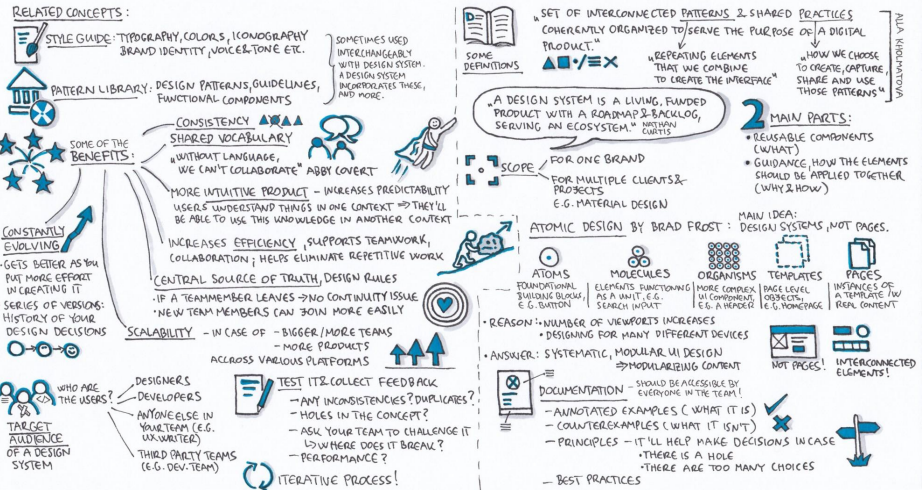 RELATED CONCEPTS:
STYLE GUIDE: TYPOGRAPHY, COLORS, ICONOGRAPHY
BRAND IDENTITY, VOICE & TONE ETC.
PATTERN LIBRARY: DESIGN PATTERNS, GUIDELINES,
FUNCTIONAL COMPONENTS
SOMETIMES USED
INTERCHANGEABLY
WITH DESIGN SYSTEM.
A DESIGN SYSTEM
INCORPORATES THESE,
AND MORE.
SOME OF THE
BENEFITS:
CONSISTENCY
SHARED VOCABULARY
"WITHOUT LANGUAGE,
WE CAN'T COLLABORATE" ABBY COVERT
MORE INTUITIVE PRODUCT - INCREASES PREDICTABILITY
USERS UNDERSTAND THINGS IN ONE CONTEXT ⇒ THEY'LL
BE ABLE TO USE THIS KNOWLEDGE IN ANOTHER CONTEXT
INCREASES EFFICIENCY, SUPPORTS TEAMWORK,
COLLABORATION; HELPS ELIMINATE REPETITIVE WORK
CENTRAL SOURCE OF TRUTH, DESIGN RULES
• IF A TEAMMEMBER LEAVES → NO CONTINUITY ISSUE
• NEW TEAM MEMBERS CAN JOIN MORE EASILY
SCALABILITY - IN CASE OF - BIGGER/MORE TEAMS
- MORE PRODUCTS
ACCROSS VARIOUS PLATFORMS
CONSTANTLY
EVOLVING
• GETS BETTER AS YOU
PUT MORE EFFORT
IN CREATING IT
SERIES OF VERSIONS:
HISTORY OF YOUR
DESIGN DECISIONS
WHO ARE
THE USERS?
TARGET
AUDIENCE
OF A DESIGN
SYSTEM
DESIGNERS
DEVELOPERS
ANYONE ELSE IN
YOUR TEAM (E.G.
UX WRITER)
THIRD PARTY TEAMS
(E.G. DEV. TEAM)
TEST IT & COLLECT FEEDBACK
- ANY INCONSISTENCIES? DUPLICATES?
- HOLES IN THE CONCEPT?
- ASK YOUR TEAM TO CHALLENGE IT
↳ WHERE DOES IT BREAK?
- PERFORMANCE?
ITERATIVE PROCESS!
D
SOME
DEFINITIONS
"SET OF INTERCONNECTED PATTERNS & SHARED PRACTICES
COHERENTLY ORGANIZED TO SERVE THE PURPOSE OF A DIGITAL
PRODUCT."
"REPEATING ELEMENTS
THAT WE COMBINE
TO CREATE THE INTERFACE"
"HOW WE CHOOSE
TO CREATE, CAPTURE,
SHARE AND USE
THOSE PATTERNS"
ALLA KHOLMATOVA
"A DESIGN SYSTEM IS A LIVING, FUNDED
PRODUCT WITH A ROADMAP & BACKLOG,
SERVING AN ECOSYSTEM." NATHAN
CURTIS
2 MAIN PARTS:
• REUSABLE COMPONENTS
(WHAT)
• GUIDANCE, HOW THE ELEMENTS
SHOULD BE APPLIED TOGETHER
(WHY & HOW)
SCOPE
FOR ONE BRAND
FOR MULTIPLE CLIENTS &
PROJECTS
E.G. MATERIAL DESIGN
ATOMIC DESIGN BY BRAD FROST:
MAIN IDEA:
DESIGN SYSTEMS, NOT PAGES.
ATOMS
FOUNDATIONAL
BUILDING BLOCKS,
E.G. BUTTON
MOLECULES
ELEMENTS FUNCTIONING
AS A UNIT, E.G.
SEARCH INPUT
ORGANISMS
MORE COMPLEX
UI COMPONENT,
E.G. A HEADER
TEMPLATES
PAGE LEVEL
OBJECTS,
E.G. HOMEPAGE
PAGES
INSTANCES OF
A TEMPLATE /W
REAL CONTENT
• REASON: • NUMBER OF VIEWPORTS INCREASES
• DESIGNING FOR MANY DIFFERENT DEVICES
• ANSWER: SYSTEMATIC, MODULAR UI DESIGN
⇒ MODULARIZING CONTENT
NOT PAGES!
INTERCONNECTED
ELEMENTS!
DOCUMENTATION - SHOULD BE ACCESSIBLE BY
EVERYONE IN THE TEAM!
- ANNOTATED EXAMPLES (WHAT IT IS)
- COUNTEREXAMPLES (WHAT IT ISN'T)
- PRINCIPLES - IT'LL HELP MAKE DECISIONS IN CASE
• THERE IS A HOLE
• THERE ARE TOO MANY CHOICES
- BEST PRACTICES